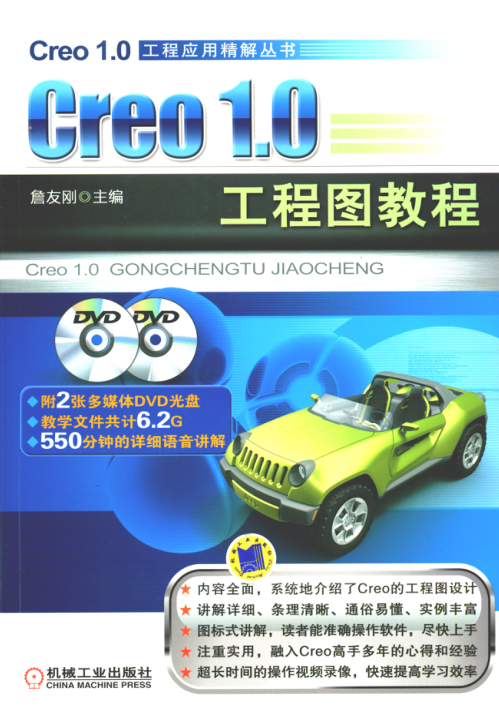 Creo 1.0 工程应用精解丛书
Creo 1.0
工程图教程
詹友刚◎主编
Creo 1.0 GONGCHENGTU JIAOCHENG
DVD DVD
◆附2张多媒体DVD光盘
◆教学文件共计6.2G
◆550分钟的详细语音讲解
★ 内容全面，系统地介绍了Creo的工程图设计
★ 讲解详细、条理清晰、通俗易懂、实例丰富
★ 图标式讲解，读者能准确操作软件，尽快上手
★ 注重实用，融入Creo高手多年的心得和经验
★ 超长时间的操作视频录像，快速提高学习效率
机械工业出版社
CHINA MACHINE PRESS